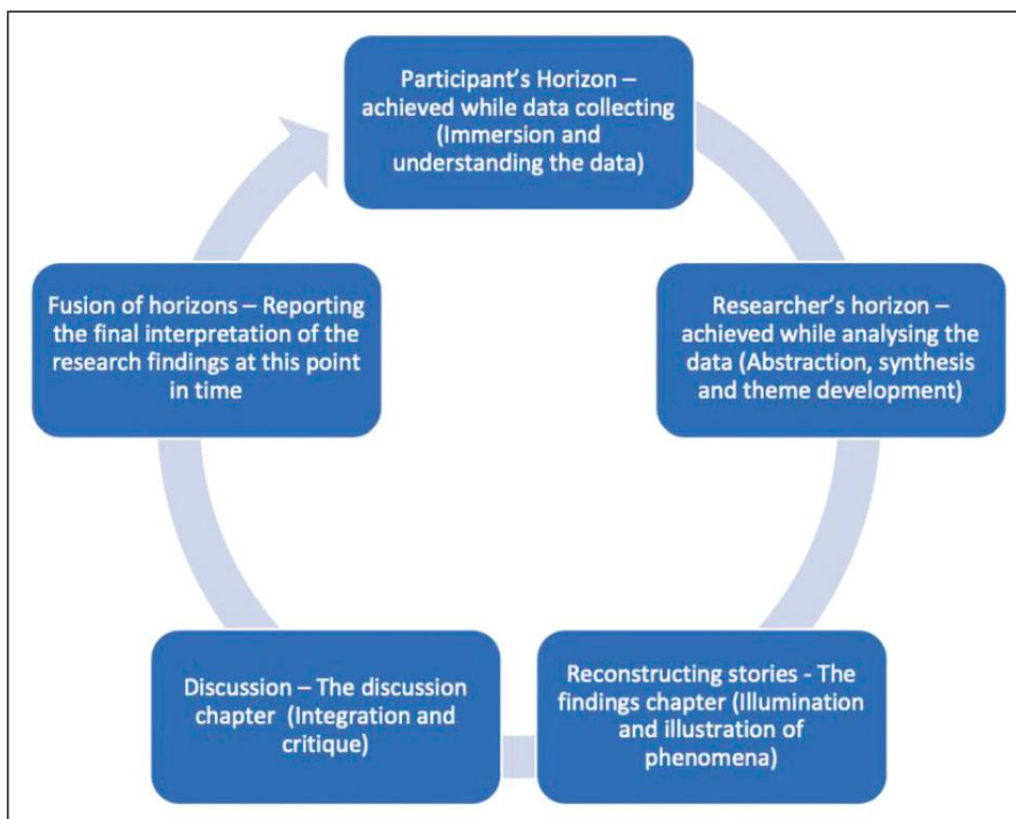 Participant's Horizon –
achieved while data collecting
(Immersion and
understanding the data)
Researcher's horizon –
achieved while analysing the
data (Abstraction, synthesis
and theme development)
Reconstructing stories - The
findings chapter (Illumination
and illustration of
phenomena)
Discussion – The discussion
chapter (Integration and
critique)
Fusion of horizons – Reporting
the final interpretation of the
research findings at this point
in time